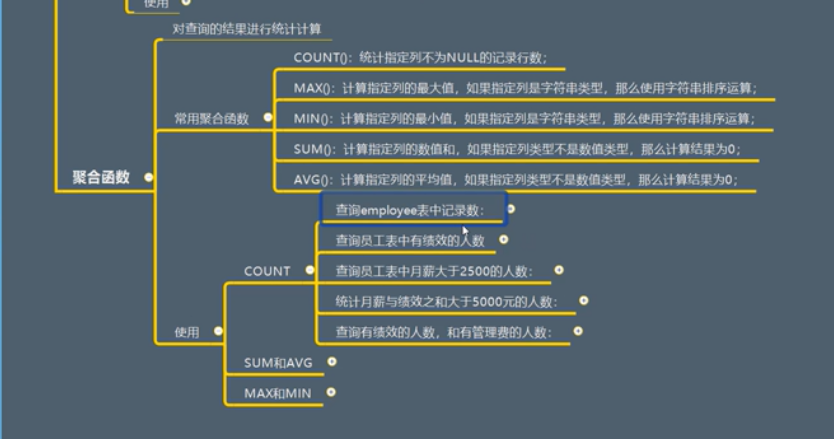 使用
对查询的结果进行统计计算
COUNT()：统计指定列不为NULL的记录行数；
MAX()：计算指定列的最大值，如果指定列是字符串类型，那么使用字符串排序运算；
常用聚合函数
MIN()：计算指定列的最小值，如果指定列是字符串类型，那么使用字符串排序运算；
SUM()：计算指定列的数值和，如果指定列类型不是数值类型，那么计算结果为0；
聚合函数
AVG()：计算指定列的平均值，如果指定列类型不是数值类型，那么计算结果为0；
查询employee表中记录数：
查询员工表中有绩效的人数
COUNT
查询员工表中月薪大于2500的人数：
统计月薪与绩效之和大于5000元的人数：
使用
查询有绩效的人数，和有管理费的人数：
SUM和AVG
MAX和MIN